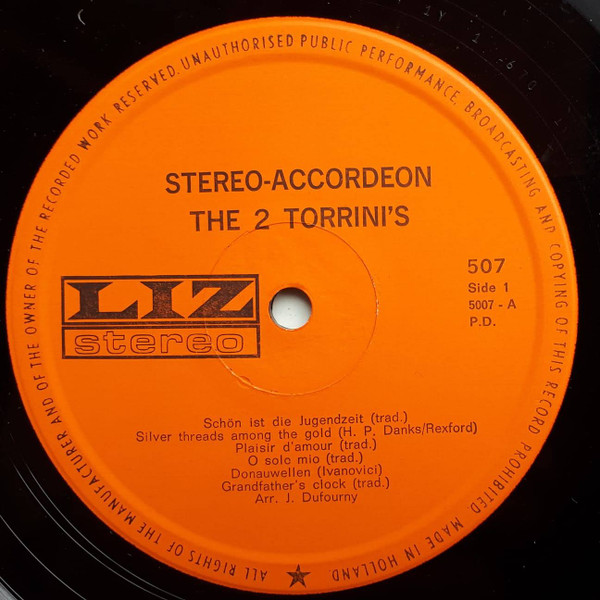 ALL RIGHTS OF THE MANUFACTURER AND OF THE OWNER OF THE RECORDED WORK RESERVED. UNAUTHORISED PUBLIC PERFORMANCE, BROADCASTING AND COPYING OF THIS RECORD PROHIBITED. MADE IN HOLLAND
STEREO-ACCORDEON
THE 2 TORRINI'S
LIZ
stereo
507
Side 1
5007 - A
P.D.
Schön ist die Jugendzeit (trad.)
Silver threads among the gold (H. P. Danks/Rexford)
Plaisir d'amour (trad.)
O solo mio (trad.)
Donauwellen (Ivanovici)
Grandfather's clock (trad.)
Arr. J. Dufourny